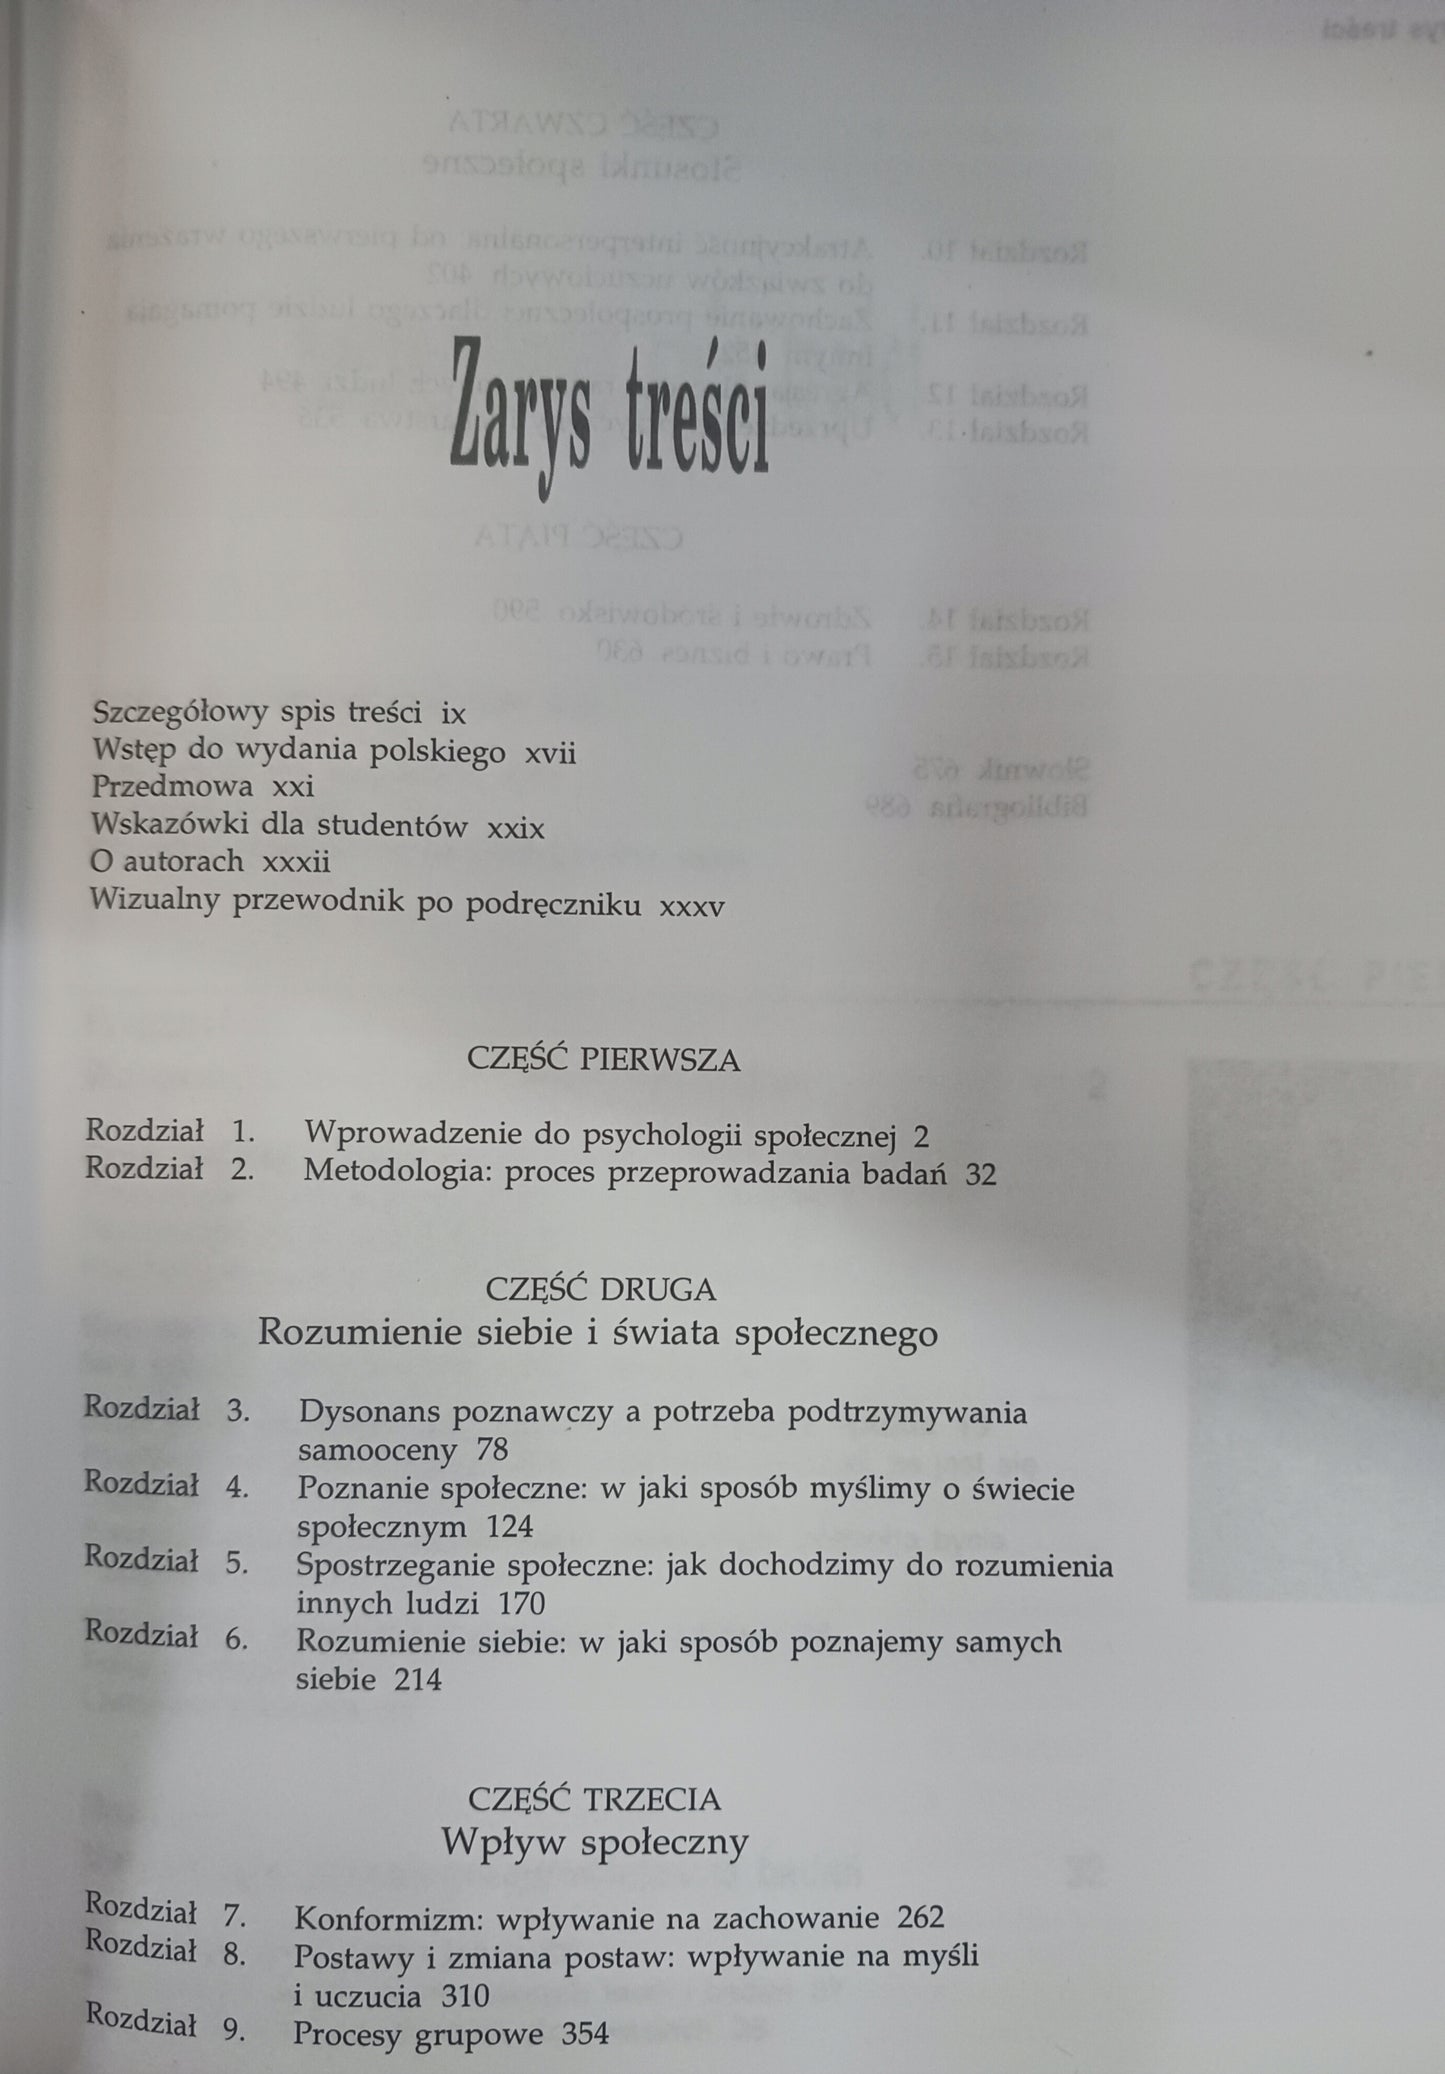 Zarys treści
Szczegółowy spis treści ix
Wstęp do wydania polskiego xvii
Przedmowa xxi
Wskazówki dla studentów xxix
O autorach xxxii
Wizualny przewodnik po podręczniku xxxv
CZĘŚĆ PIERWSZA
Rozdział 1. Wprowadzenie do psychologii społecznej 2
Rozdział 2. Metodologia: proces przeprowadzania badań 32
CZĘŚĆ DRUGA
Rozumienie siebie i świata społecznego
Rozdział 3. Dysonans poznawczy a potrzeba podtrzymywania
samooceny 78
Rozdział 4. Poznanie społeczne: w jaki sposób myślimy o świecie
społecznym 124
Rozdział 5. Spostrzeganie społeczne: jak dochodzimy do rozumienia
innych ludzi 170
Rozdział 6. Rozumienie siebie: w jaki sposób poznajemy samych
siebie 214
CZĘŚĆ TRZECIA
Wpływ społeczny
Rozdział 7. Konformizm: wpływanie na zachowanie 262
Rozdział 8. Postawy i zmiana postaw: wpływanie na myśli
i uczucia 310
Rozdział 9. Procesy grupowe 354